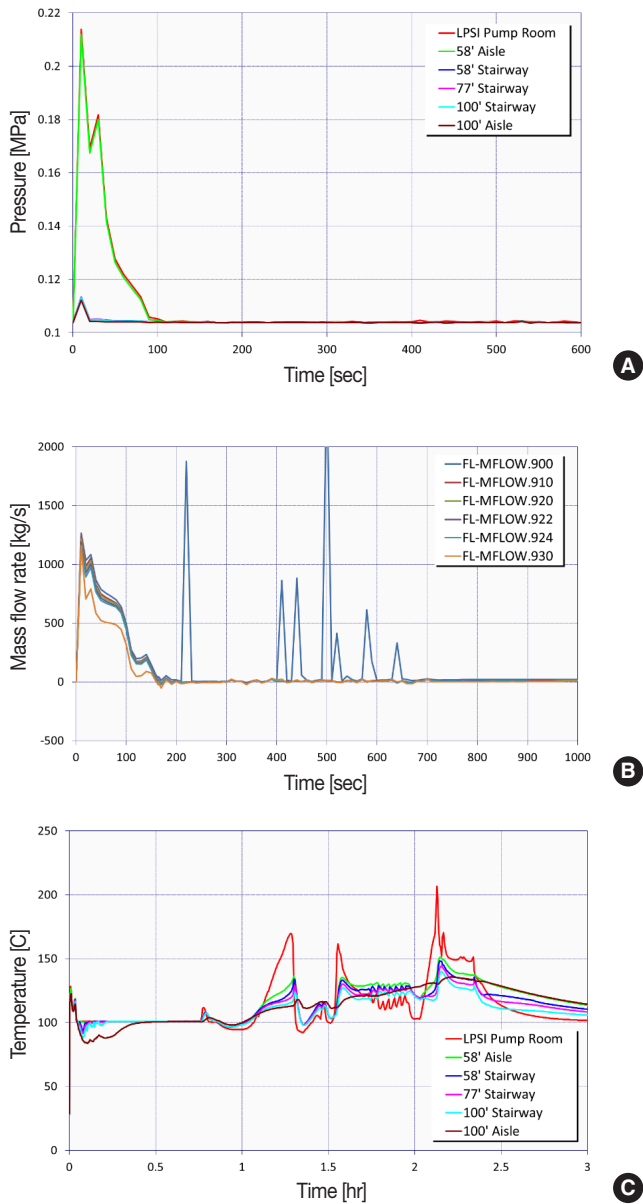 0.22
0.2
0.18
0.16
0.14
0.12
0.1
Pressure [MPa]
LPSI Pump Room
58' Aisle
58' Stairway
77' Stairway
100' Stairway
100' Aisle
0 100 200 300 400 500 600
Time [sec]
A
2000
1500
1000
500
0
-500
Mass flow rate [kg/s]
FL-MFLOW.900
FL-MFLOW.910
FL-MFLOW.920
FL-MFLOW.922
FL-MFLOW.924
FL-MFLOW.930
0 100 200 300 400 500 600 700 800 900 1000
Time [sec]
B
250
200
150
100
50
0
Temperature [C]
LPSI Pump Room
58' Aisle
58' Stairway
77' Stairway
100' Stairway
100' Aisle
0 0.5 1 1.5 2 2.5 3
Time [hr]
C